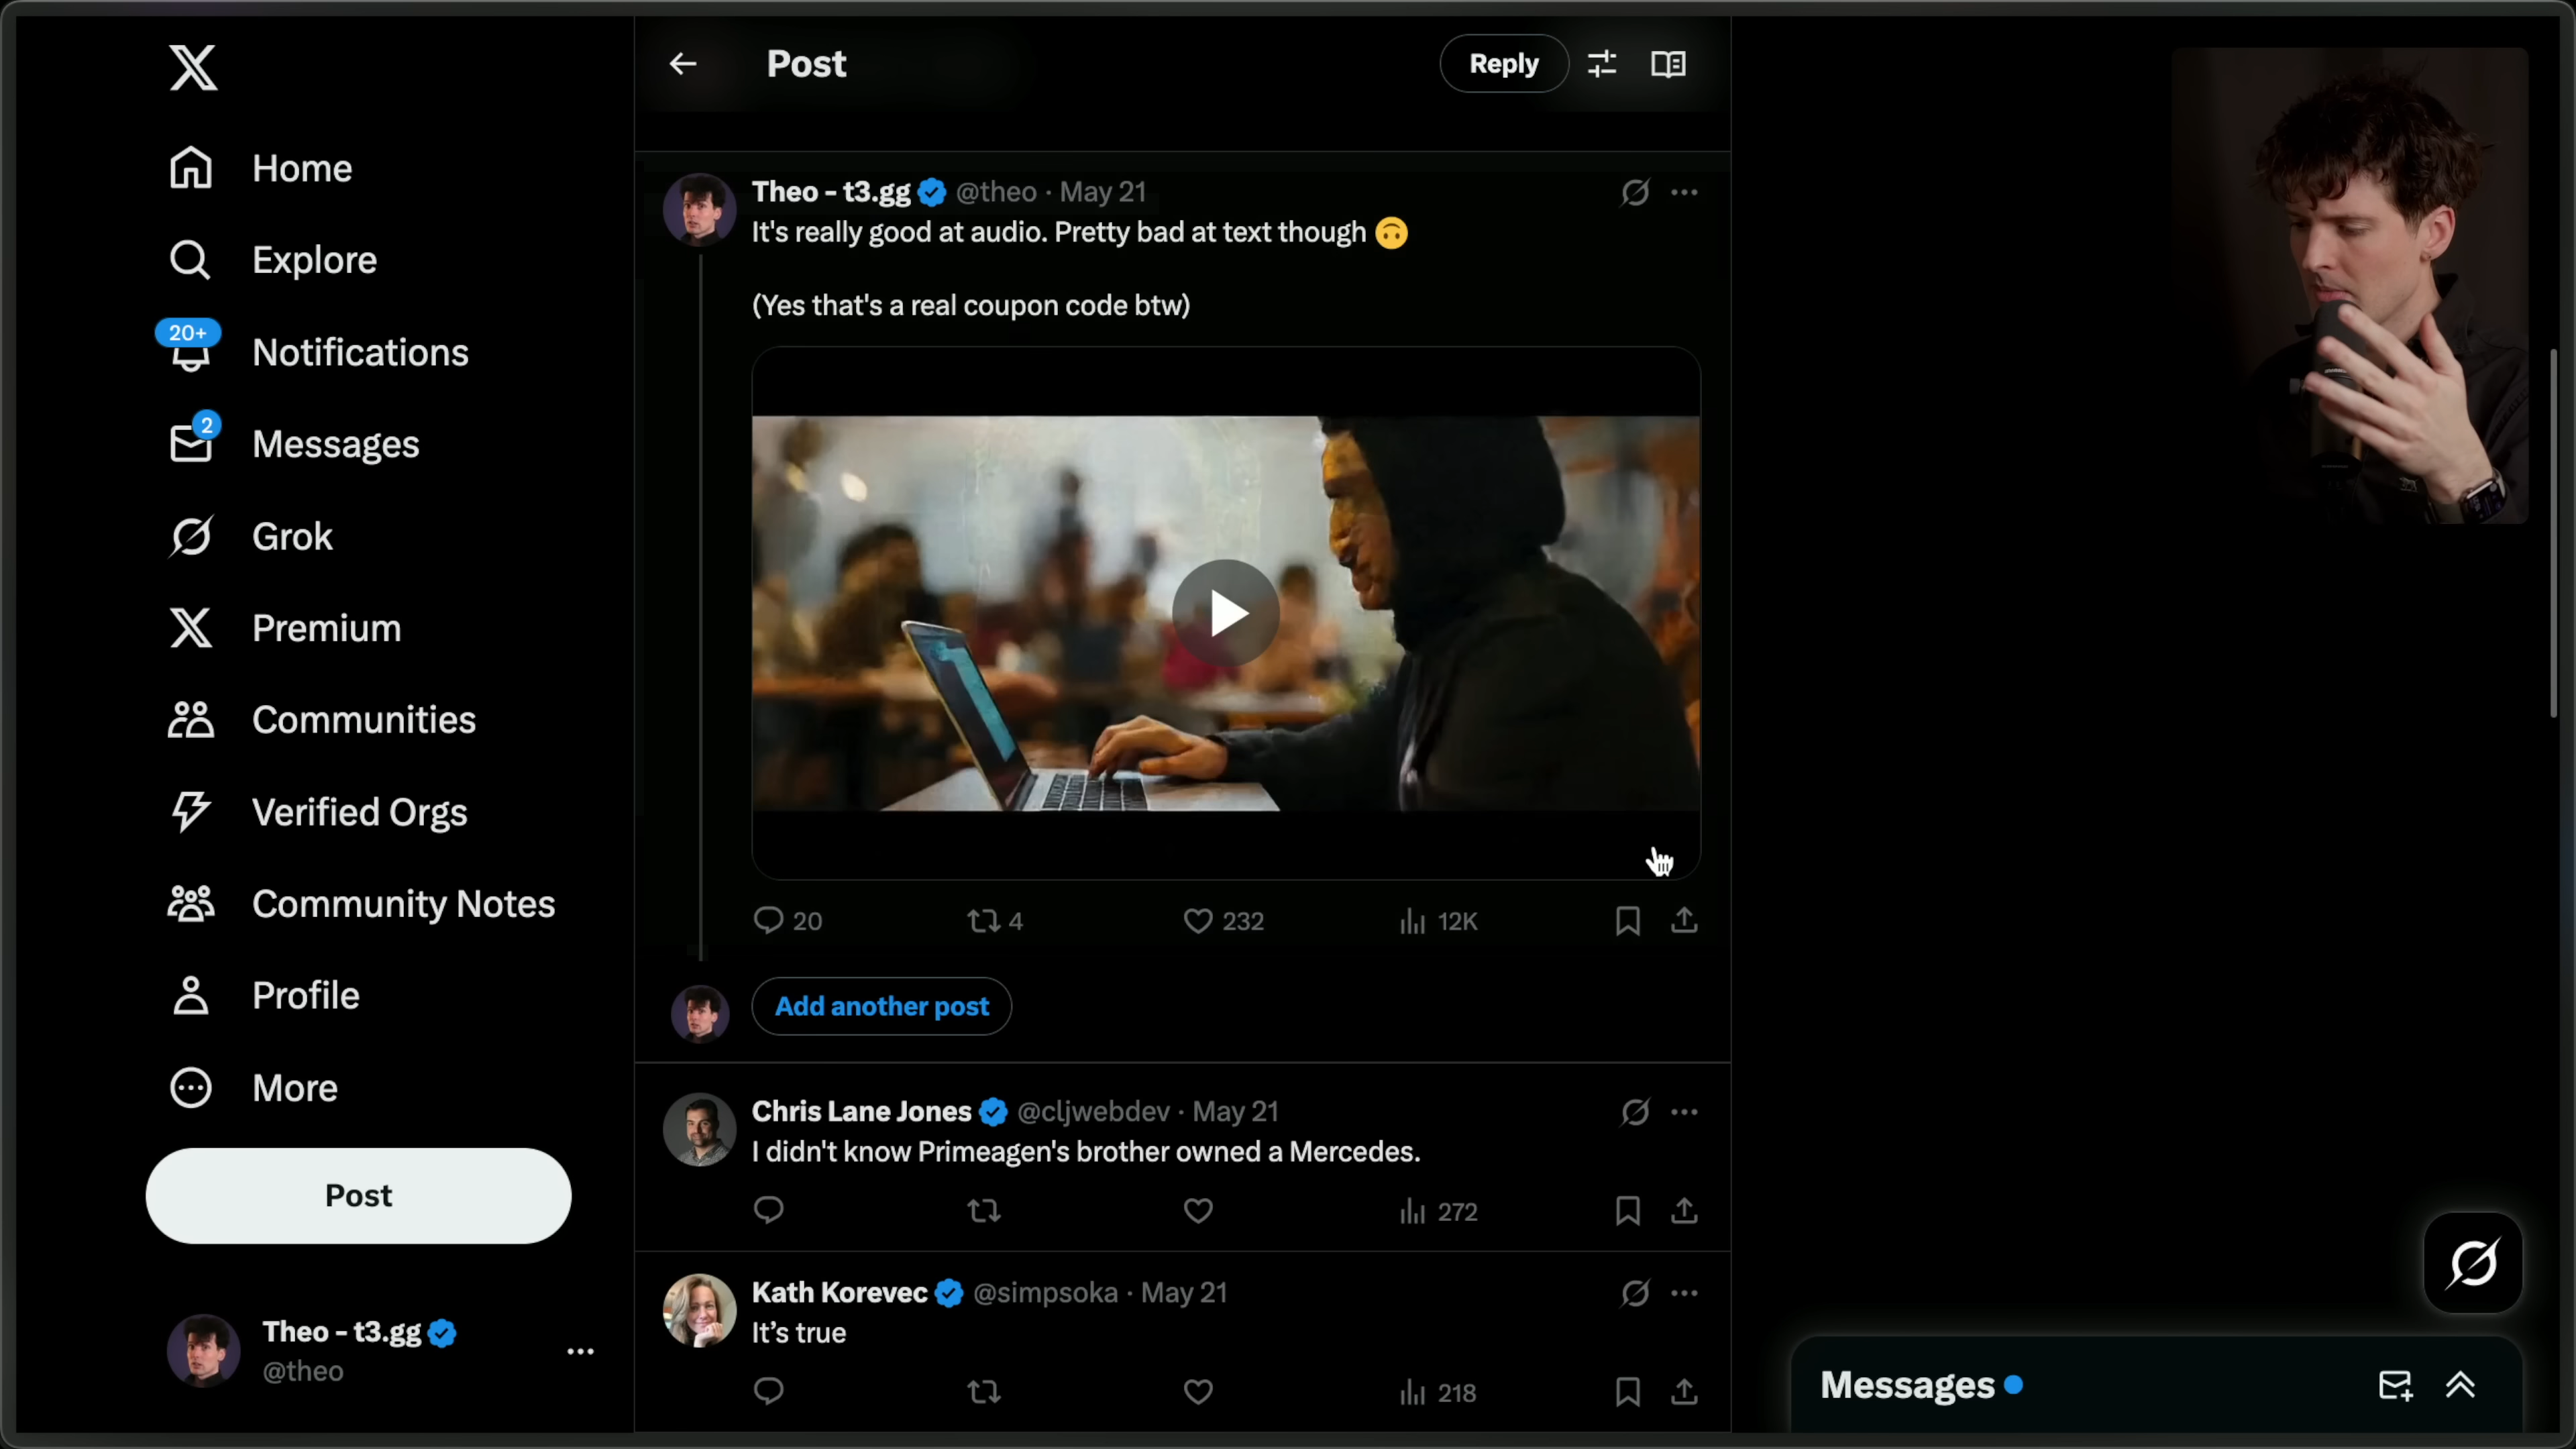 Home
Explore
20+
Notifications
2
Messages
Grok
Premium
Communities
Verified Orgs
Community Notes
Profile
More
Post
Theo - t3.gg
@theo
Post
Reply
Theo - t3.gg @theo · May 21
It's really good at audio. Pretty bad at text though 🙃
(Yes that's a real coupon code btw)
20 4 232 12K
Add another post
Chris Lane Jones @cljwebdev · May 21
I didn't know Primeagen's brother owned a Mercedes.
272
Kath Korevec @simpsoka · May 21
It’s true
218
Messages